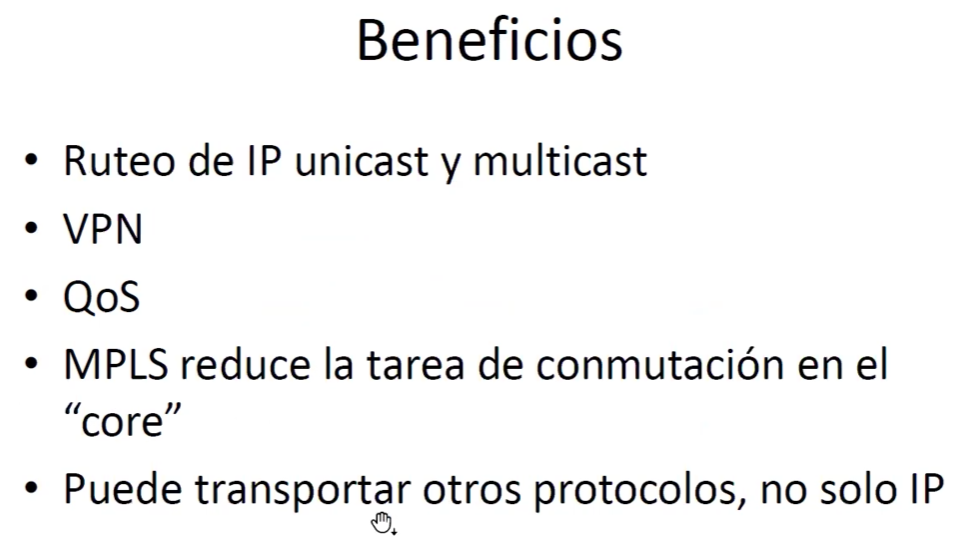 Beneficios
• Ruteo de IP unicast y multicast
• VPN
• QoS
• MPLS reduce la tarea de conmutación en el
“core”
• Puede transportar otros protocolos, no solo IP